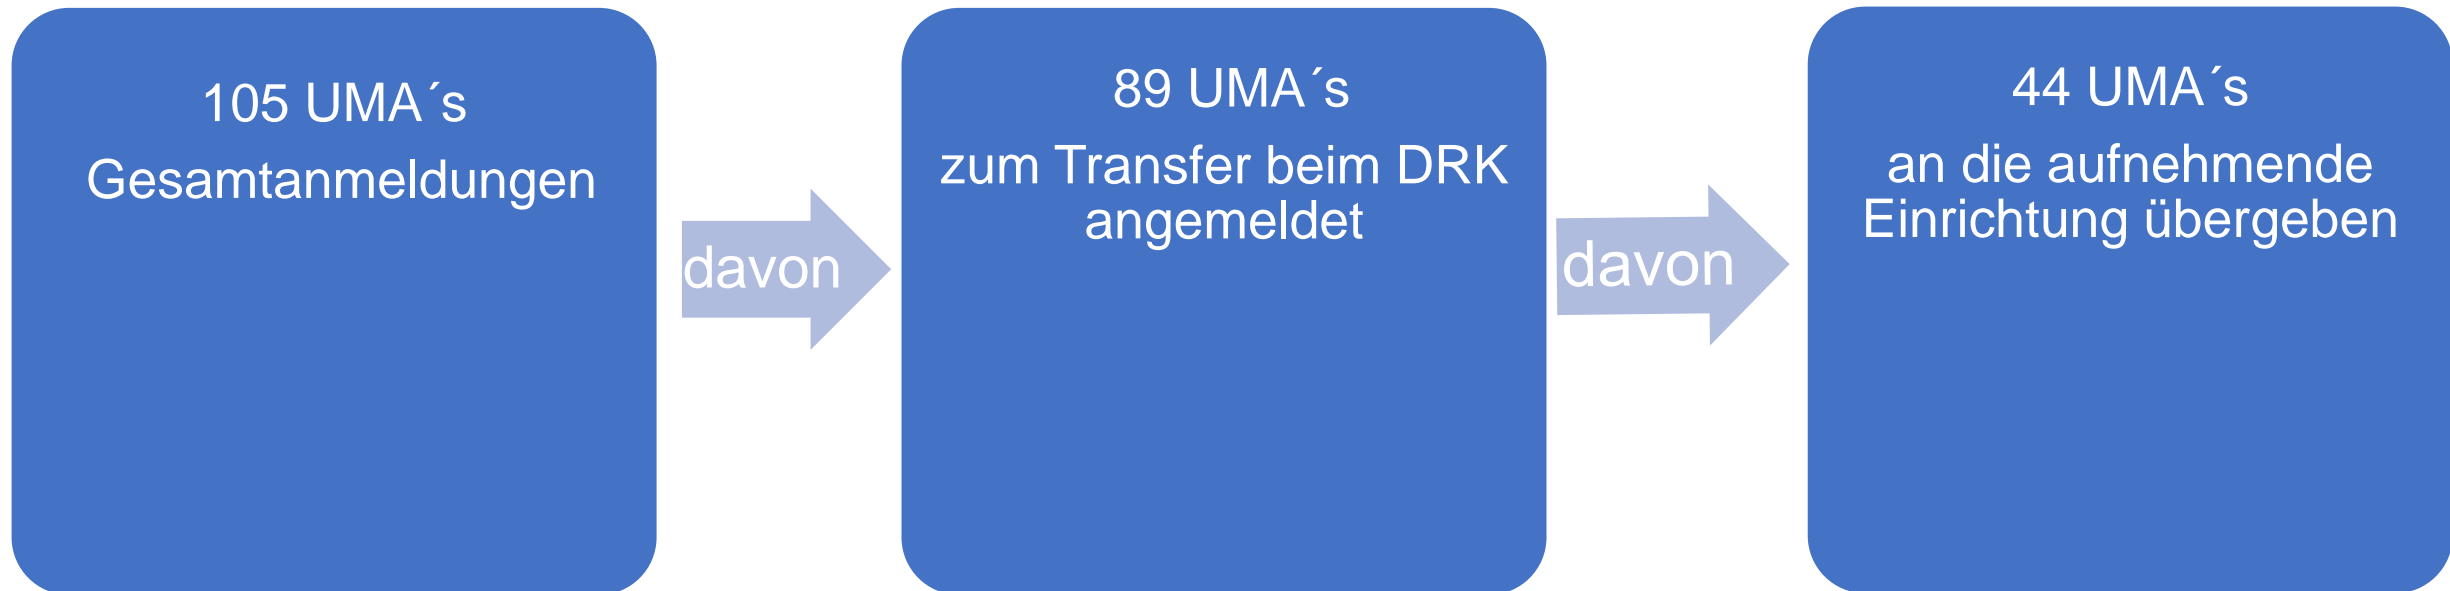 105 UMA´s
Gesamtanmeldungen
davon
89 UMA´s
zum Transfer beim DRK
angemeldet
davon
44 UMA´s
an die aufnehmende
Einrichtung übergeben